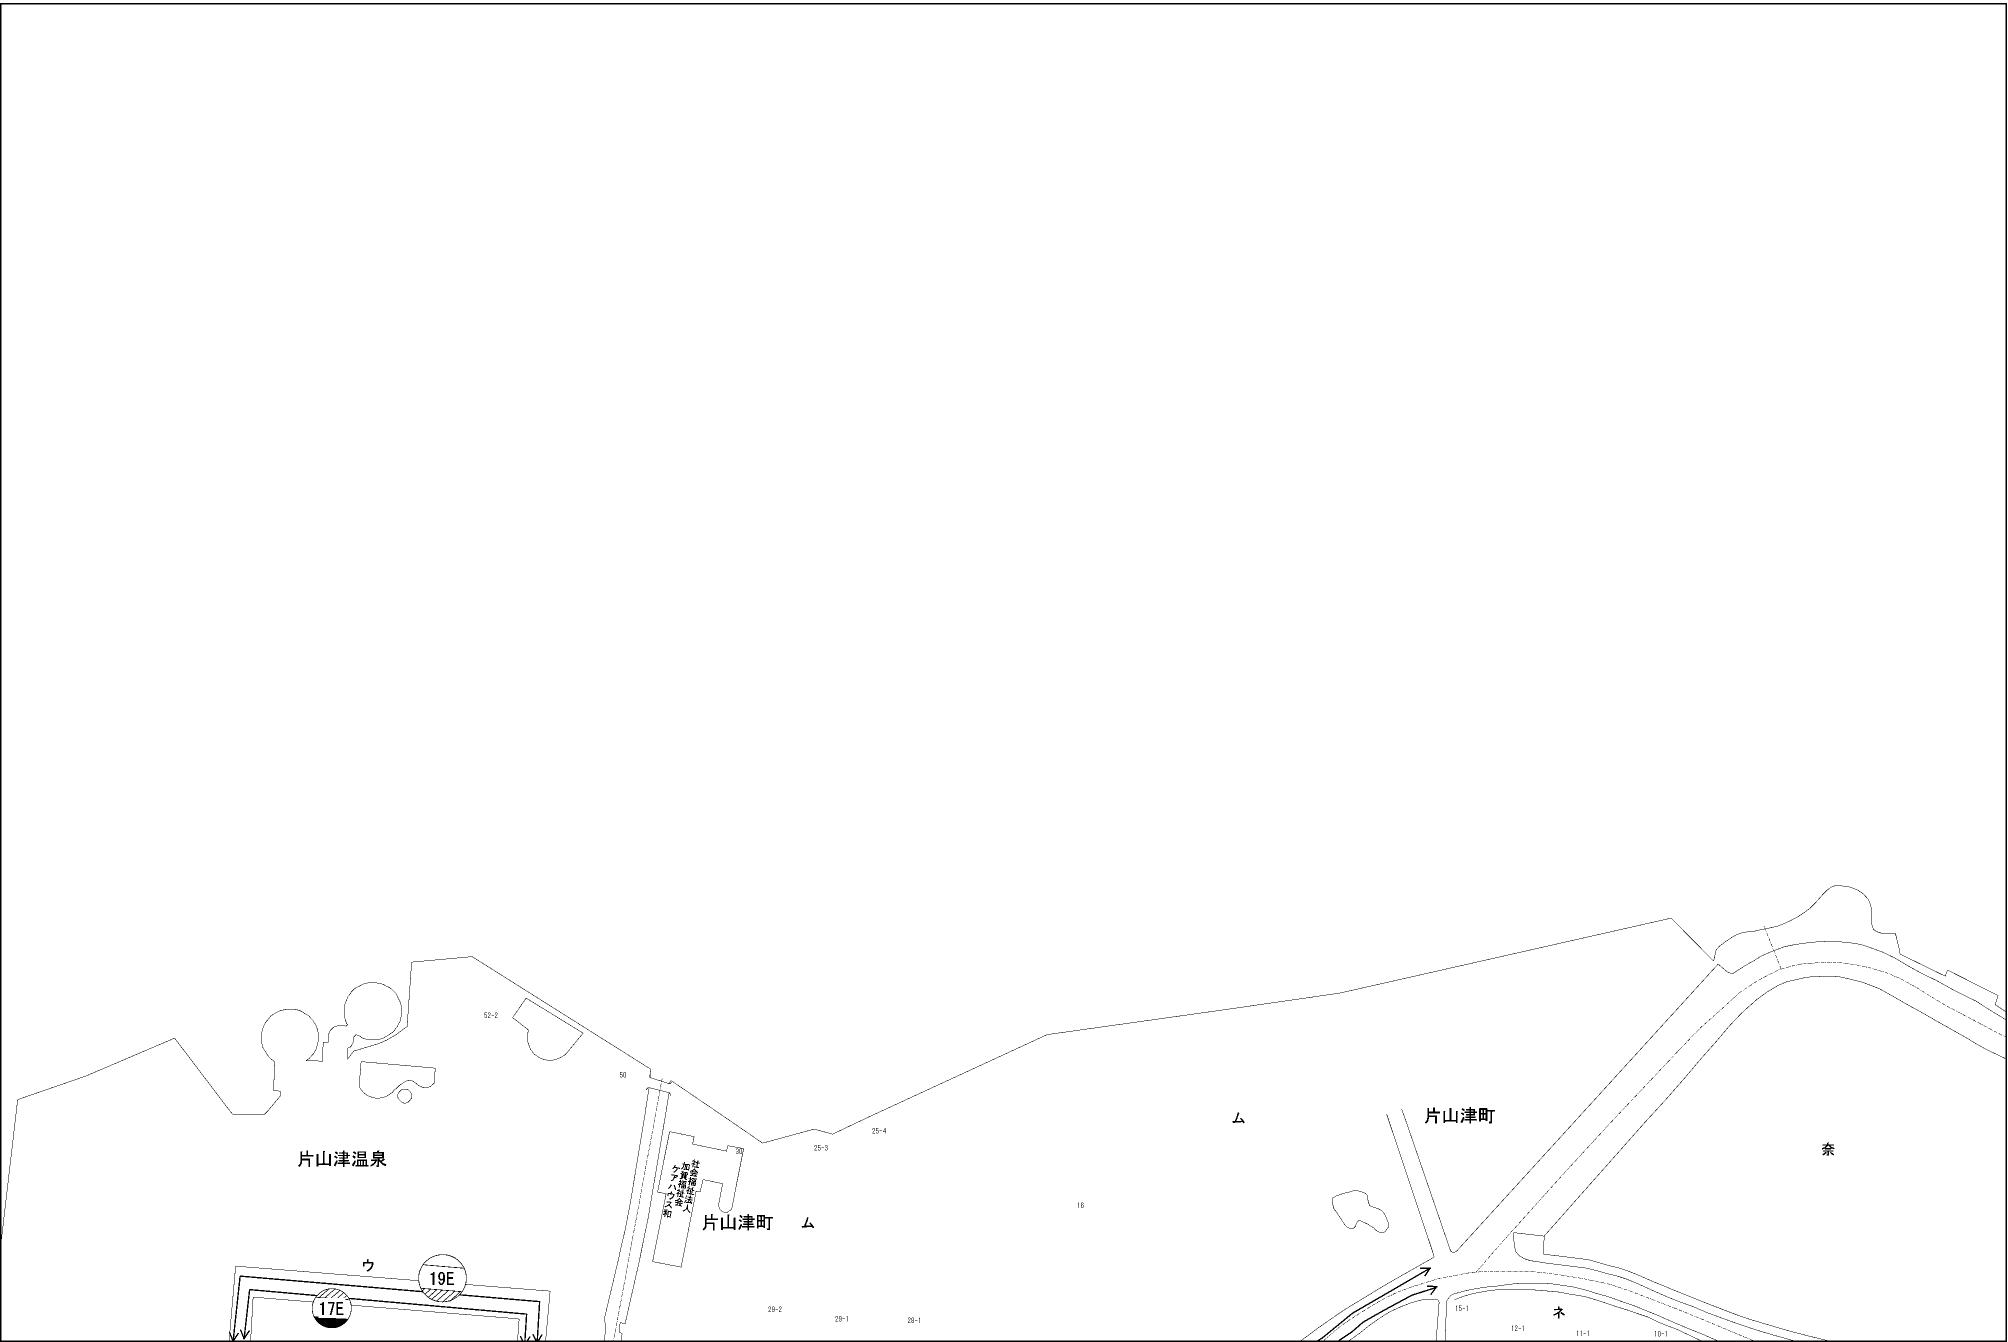 52-2
50
片山津温泉
ウ
19E
17E
30
社会福祉法人
加賀福祉会
ケアハウス和
片山津町 ム
25-3
25-4
ム
片山津町
奈
16
29-2
29-1
28-1
15-1
ネ
12-1
11-1
10-1